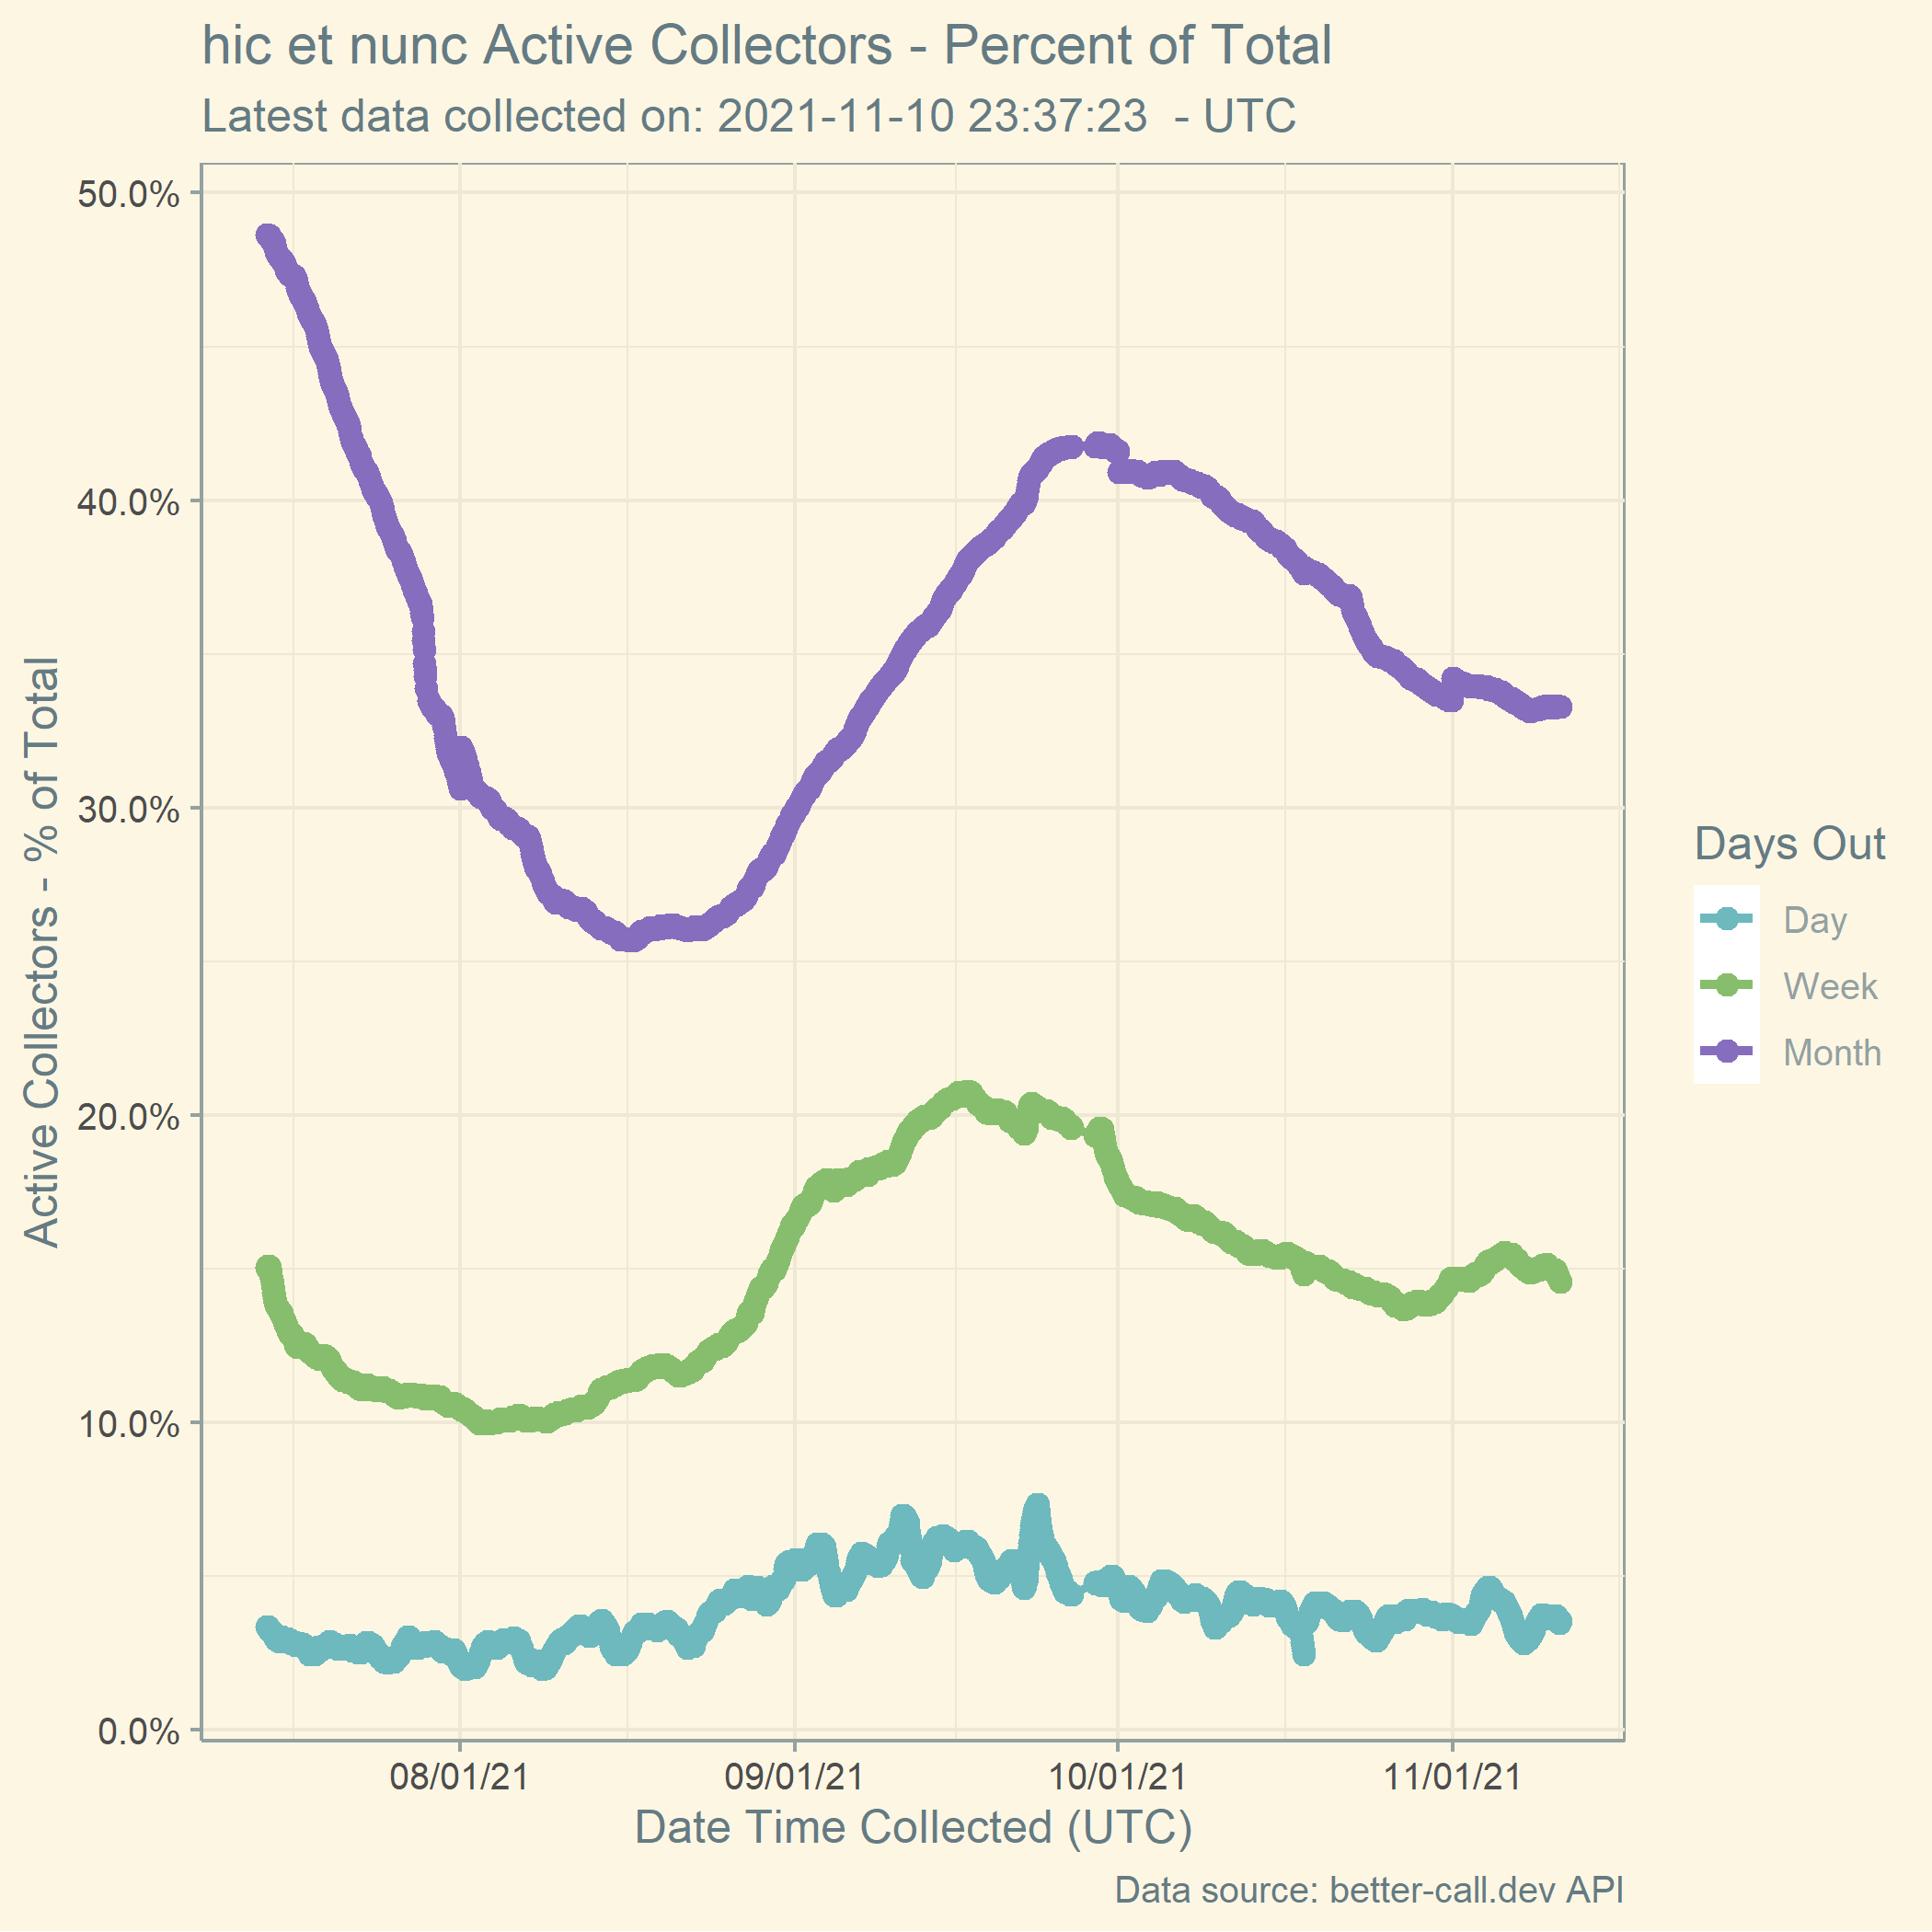 hic et nunc Active Collectors - Percent of Total
Latest data collected on: 2021-11-10 23:37:23  - UTC
Active Collectors - % of Total
50.0%
40.0%
30.0%
20.0%
10.0%
0.0%
08/01/21
09/01/21
10/01/21
11/01/21
Date Time Collected (UTC)
Days Out
Day
Week
Month
Data source: better-call.dev API